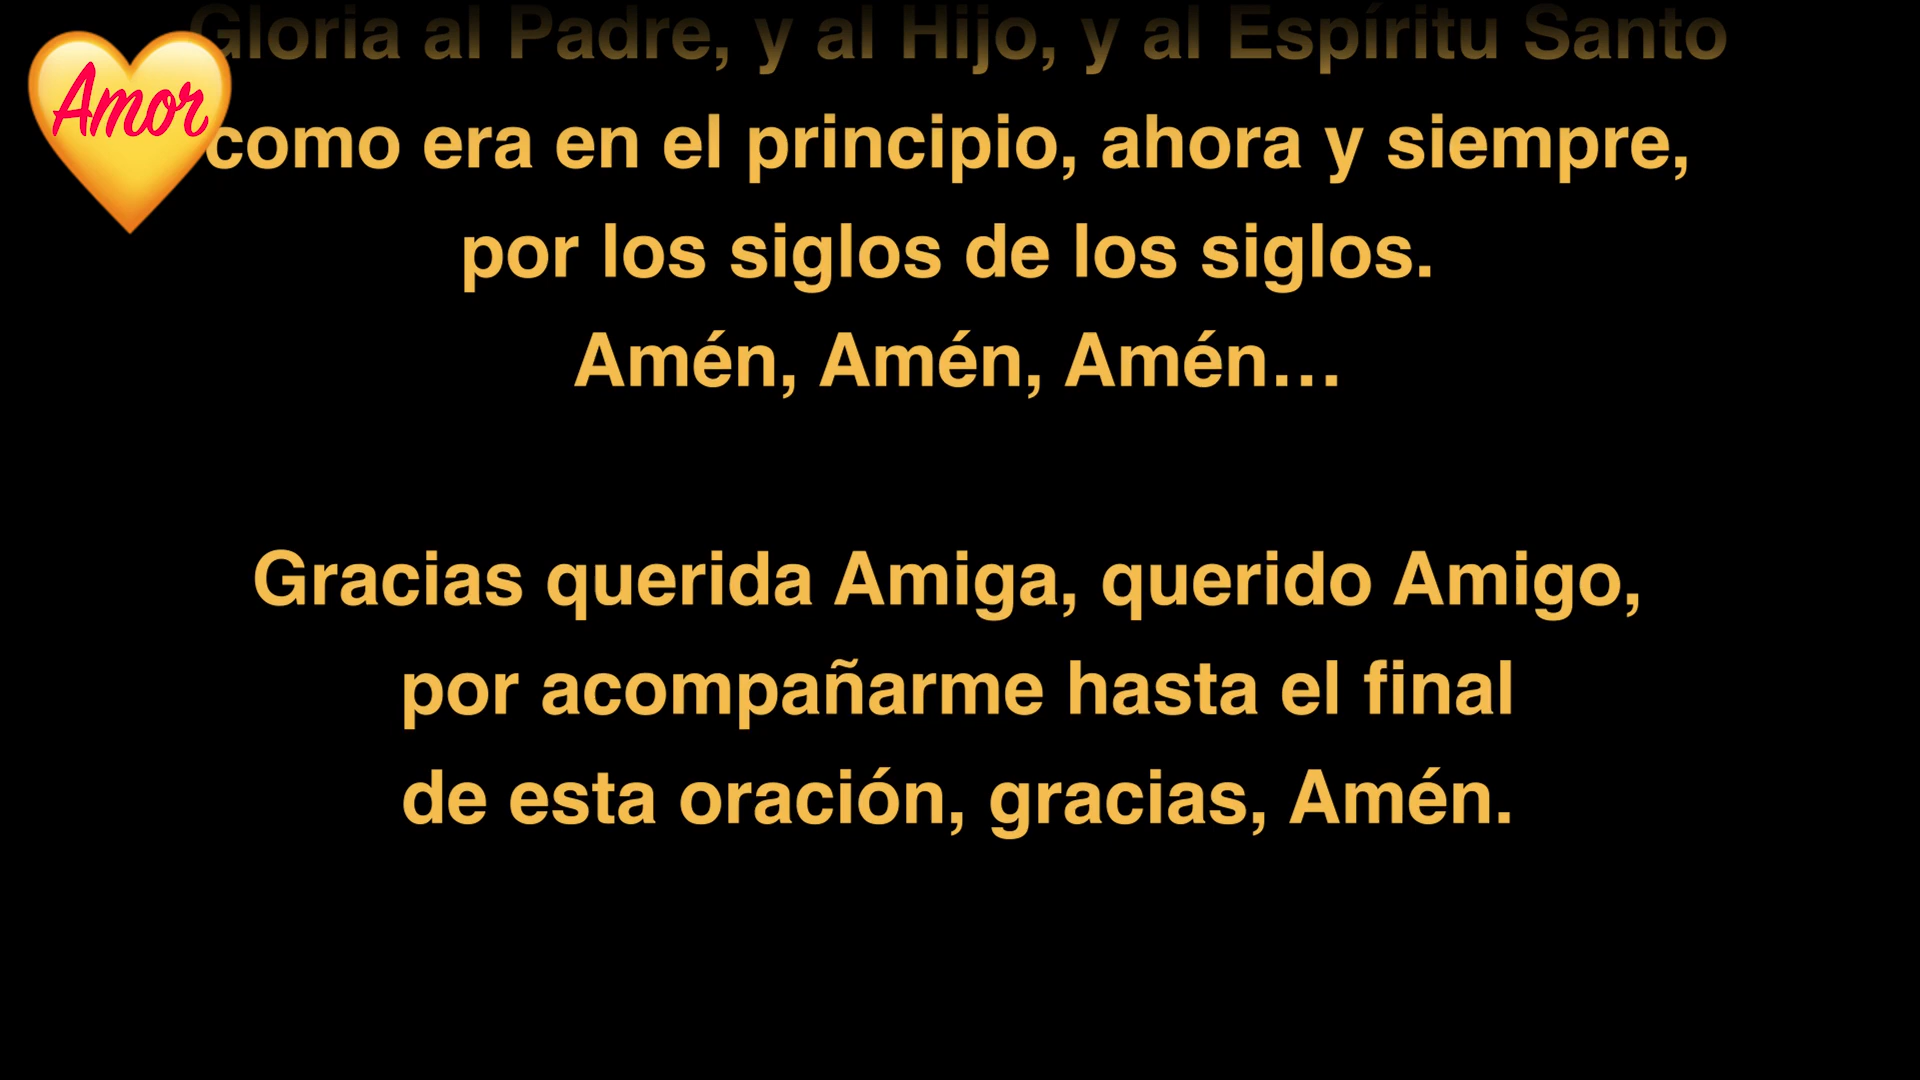 Gloria al Padre, y al Hijo, y al Espíritu Santo
Amor
como era en el principio, ahora y siempre,
por los siglos de los siglos.
Amén, Amén, Amén…
Gracias querida Amiga, querido Amigo,
por acompañarme hasta el final
de esta oración, gracias, Amén.